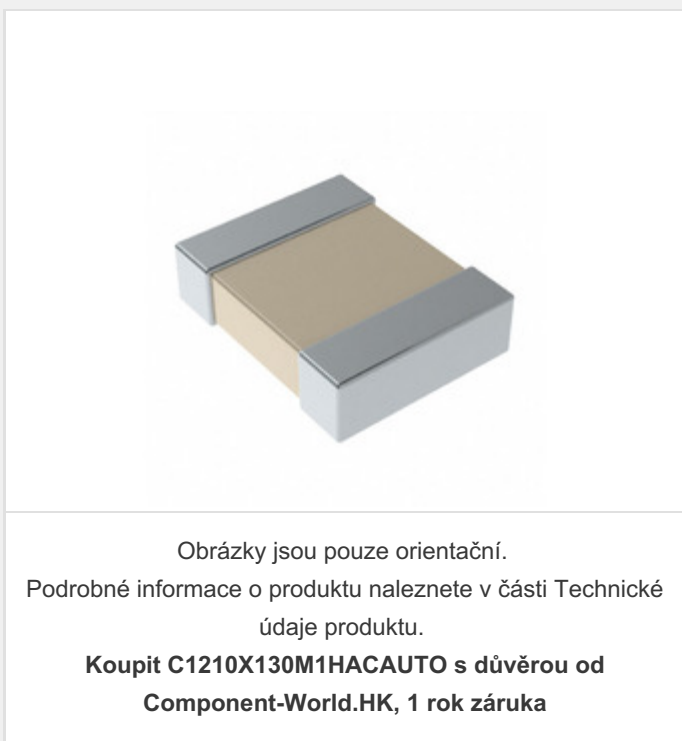 Obrázky jsou pouze orientační.
Podrobné informace o produktu naleznete v části Technické
údaje produktu.
Koupit C1210X130M1HACAUTO s důvěrou od
Component-World.HK, 1 rok záruka